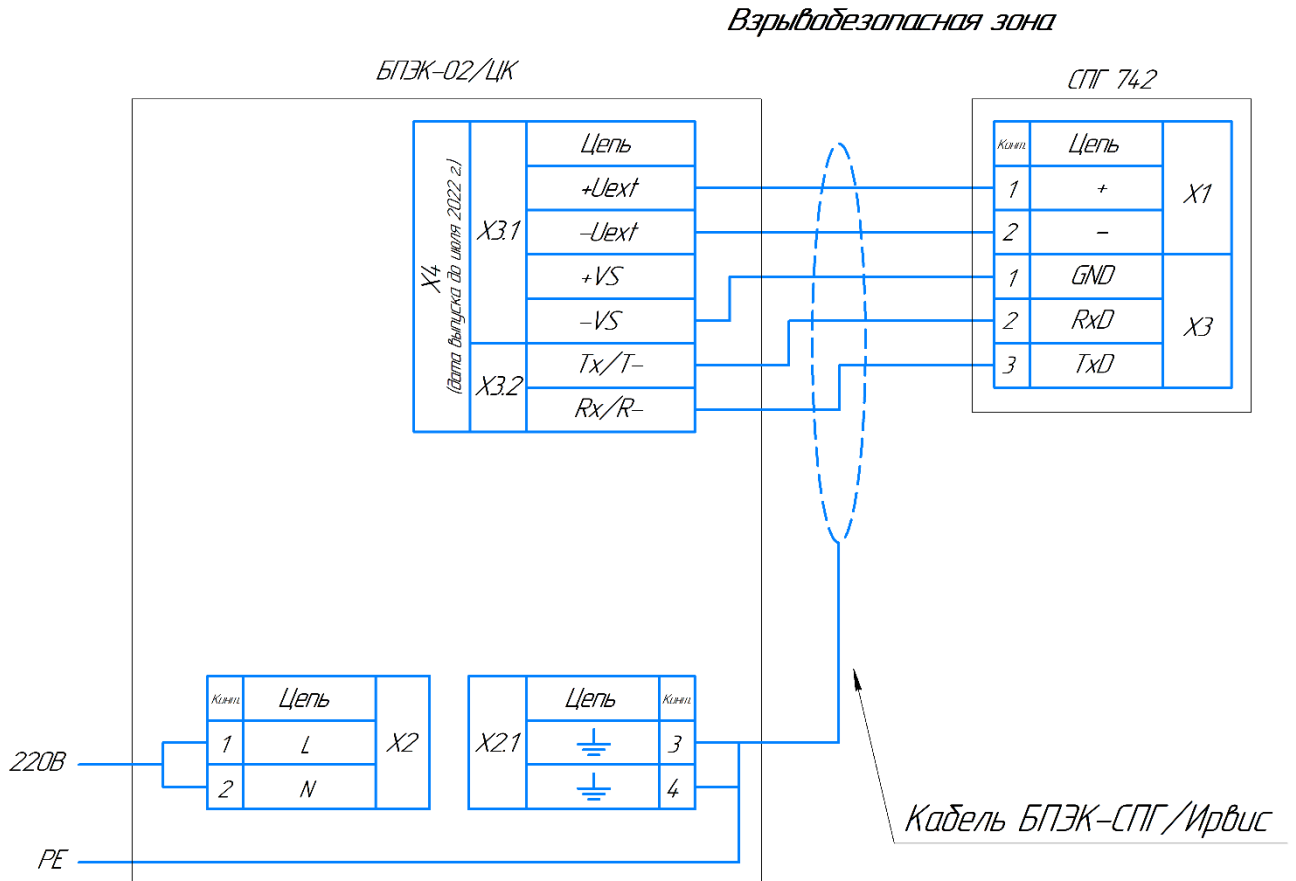 Взрывобезопасная зона
БПЭК-02/ЦК
СПГ 742
X4
(дата выпуска до июля 2022 г.)
X3.1
Цепь
+Uext
-Uext
+VS
-VS
X3.2
Tx/T-
Rx/R-
Конт. Цепь
1 +
2 -
X1
1 GND
2 RxD
3 TxD
X3
Конт. Цепь
1 L
2 N
X2
X2.1
Цепь Конт.
3
4
220В
PE
Кабель БПЭК-СПГ/Ирвис